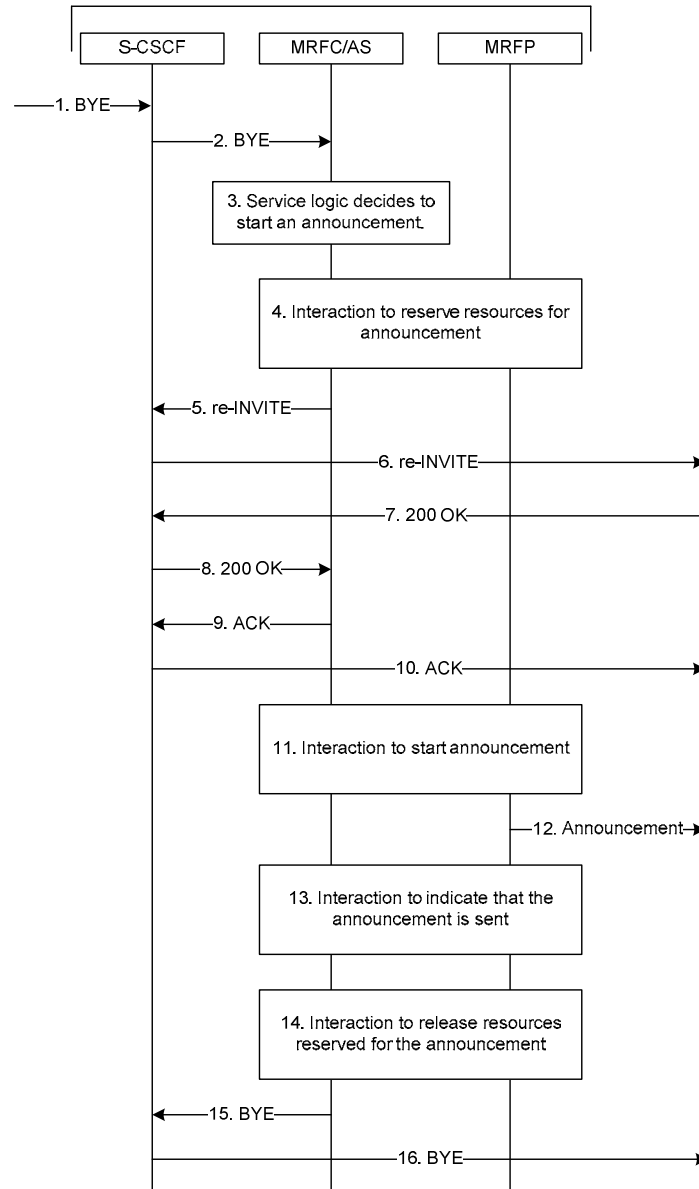 S-CSCF
MRFC/AS
MRFP
1. BYE
2. BYE
3. Service logic decides to
start an announcement.
4. Interaction to reserve resources for
announcement
5. re-INVITE
6. re-INVITE
7. 200 OK
8. 200 OK
9. ACK
10. ACK
11. Interaction to start announcement
12. Announcement
13. Interaction to indicate that the
announcement is sent
14. Interaction to release resources
reserved for the announcement
15. BYE
16. BYE